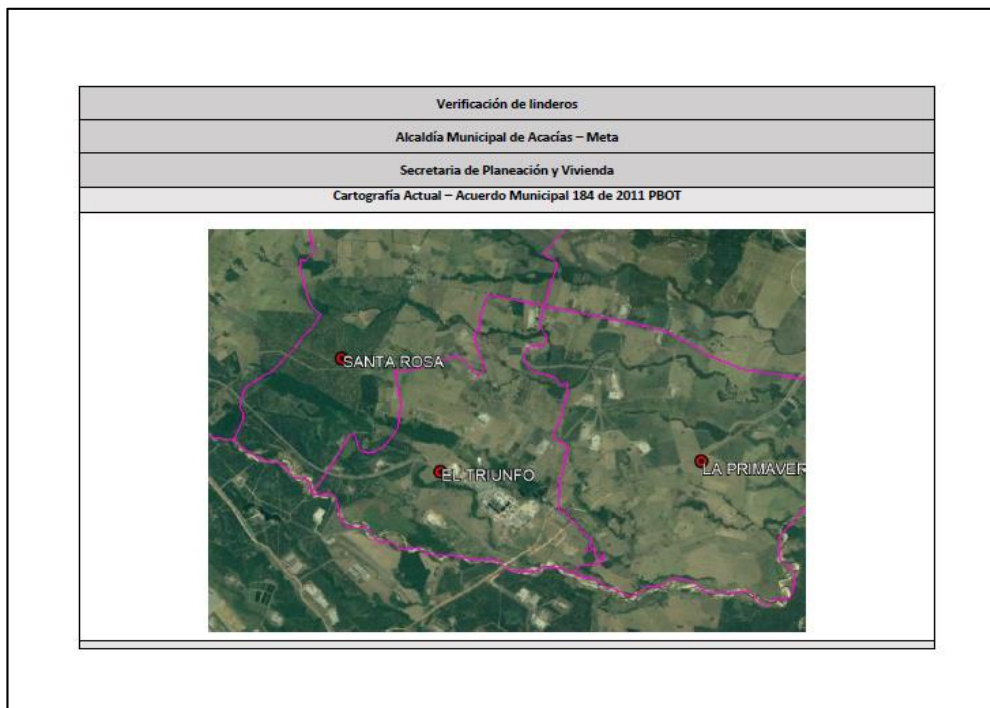 Verificación de linderos
Alcaldía Municipal de Acacías – Meta
Secretaria de Planeación y Vivienda
Cartografía Actual – Acuerdo Municipal 184 de 2011 PBOT
SANTA ROSA
EL TRIUNFO
LA PRIMAVER